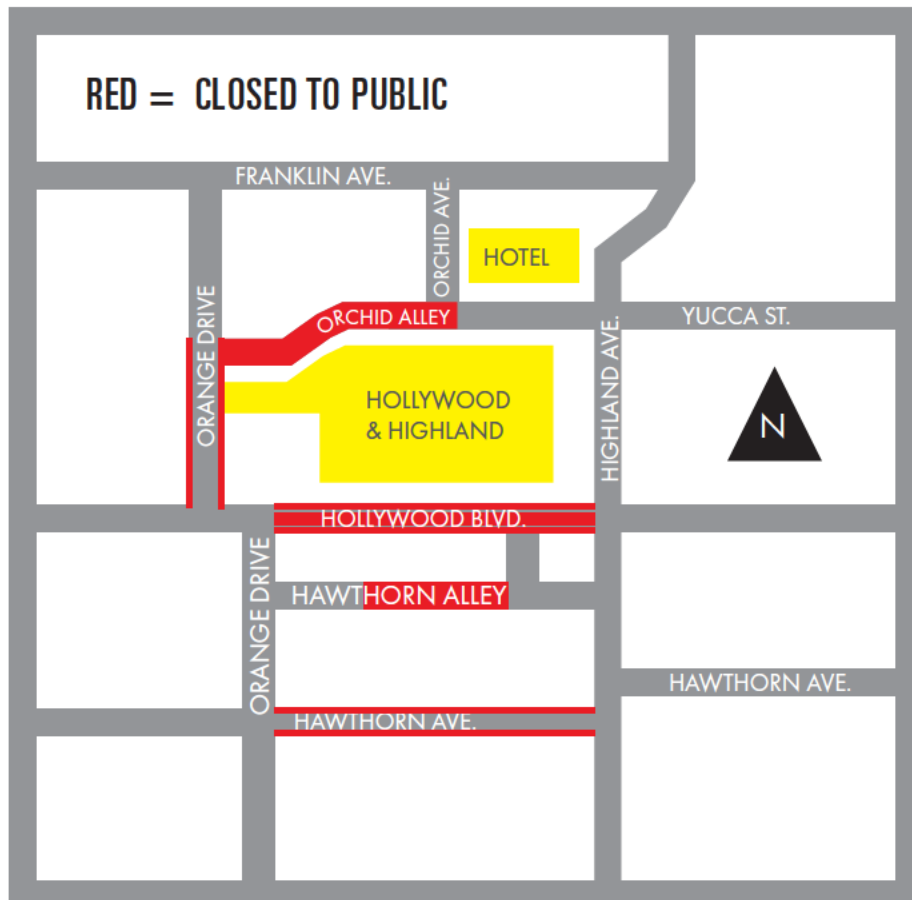 RED = CLOSED TO PUBLIC
FRANKLIN AVE.
ORCHID AVE.
HOTEL
ORANGE DRIVE
ORCHID ALLEY
YUCCA ST.
HIGHLAND AVE.
HOLLYWOOD
& HIGHLAND
N
HOLLYWOOD BLVD.
ORANGE DRIVE
HAWTHORN ALLEY
HAWTHORN AVE.
HAWTHORN AVE.